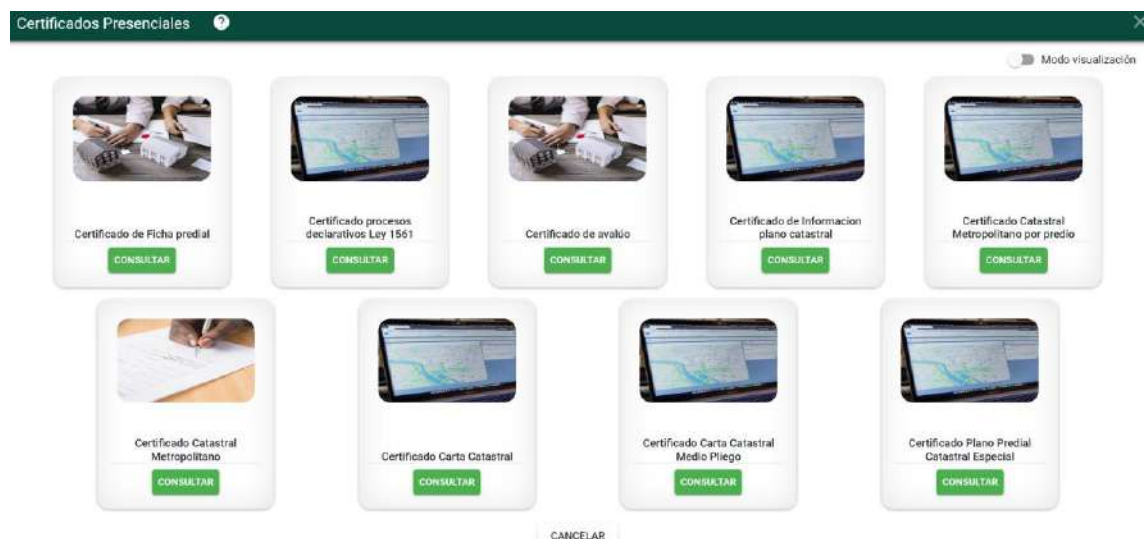 Certificados Presenciales ?
Modo visualización
Certificado de Ficha predial
CONSULTAR
Certificado procesos
declarativos Ley 1561
CONSULTAR
Certificado de avalúo
CONSULTAR
Certificado de Informacion
plano catastral
CONSULTAR
Certificado Catastral
Metropolitano por predio
CONSULTAR
Certificado Catastral
Metropolitano
CONSULTAR
Certificado Carta Catastral
CONSULTAR
Certificado Carta Catastral
Medio Pliego
CONSULTAR
Certificado Plano Predial
Catastral Especial
CONSULTAR
CANCELAR